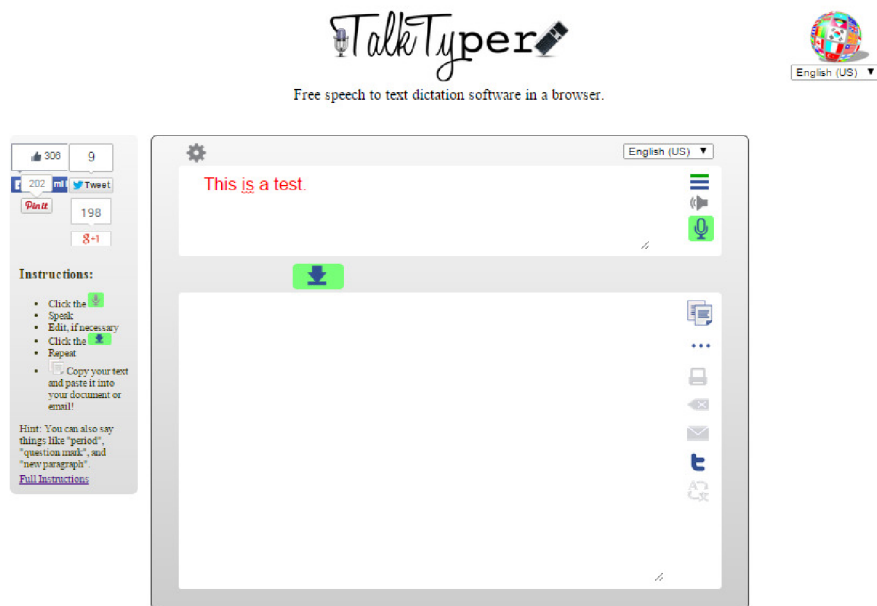 TalkTyper
English (US)
Free speech to text dictation software in a browser.
306
9
202
Tweet
Pin it
198
g+1
English (US)
This is a test.
Instructions:
Click the
Speak
Edit, if necessary
Click the
Repeat
Copy your text
and paste it into
your document or
email!
Hint: You can also say
things like "period",
"question mark", and
"new paragraph".
Full Instructions